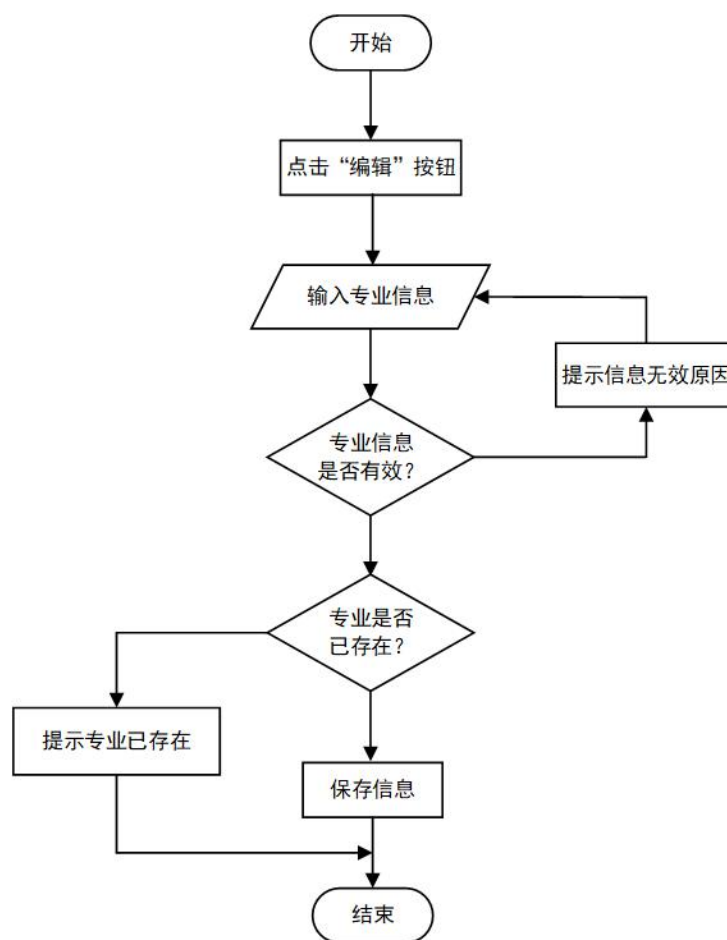 开始
点击“编辑”按钮
输入专业信息
提示信息无效原因
专业信息
是否有效？
专业是否
已存在？
提示专业已存在
保存信息
结束